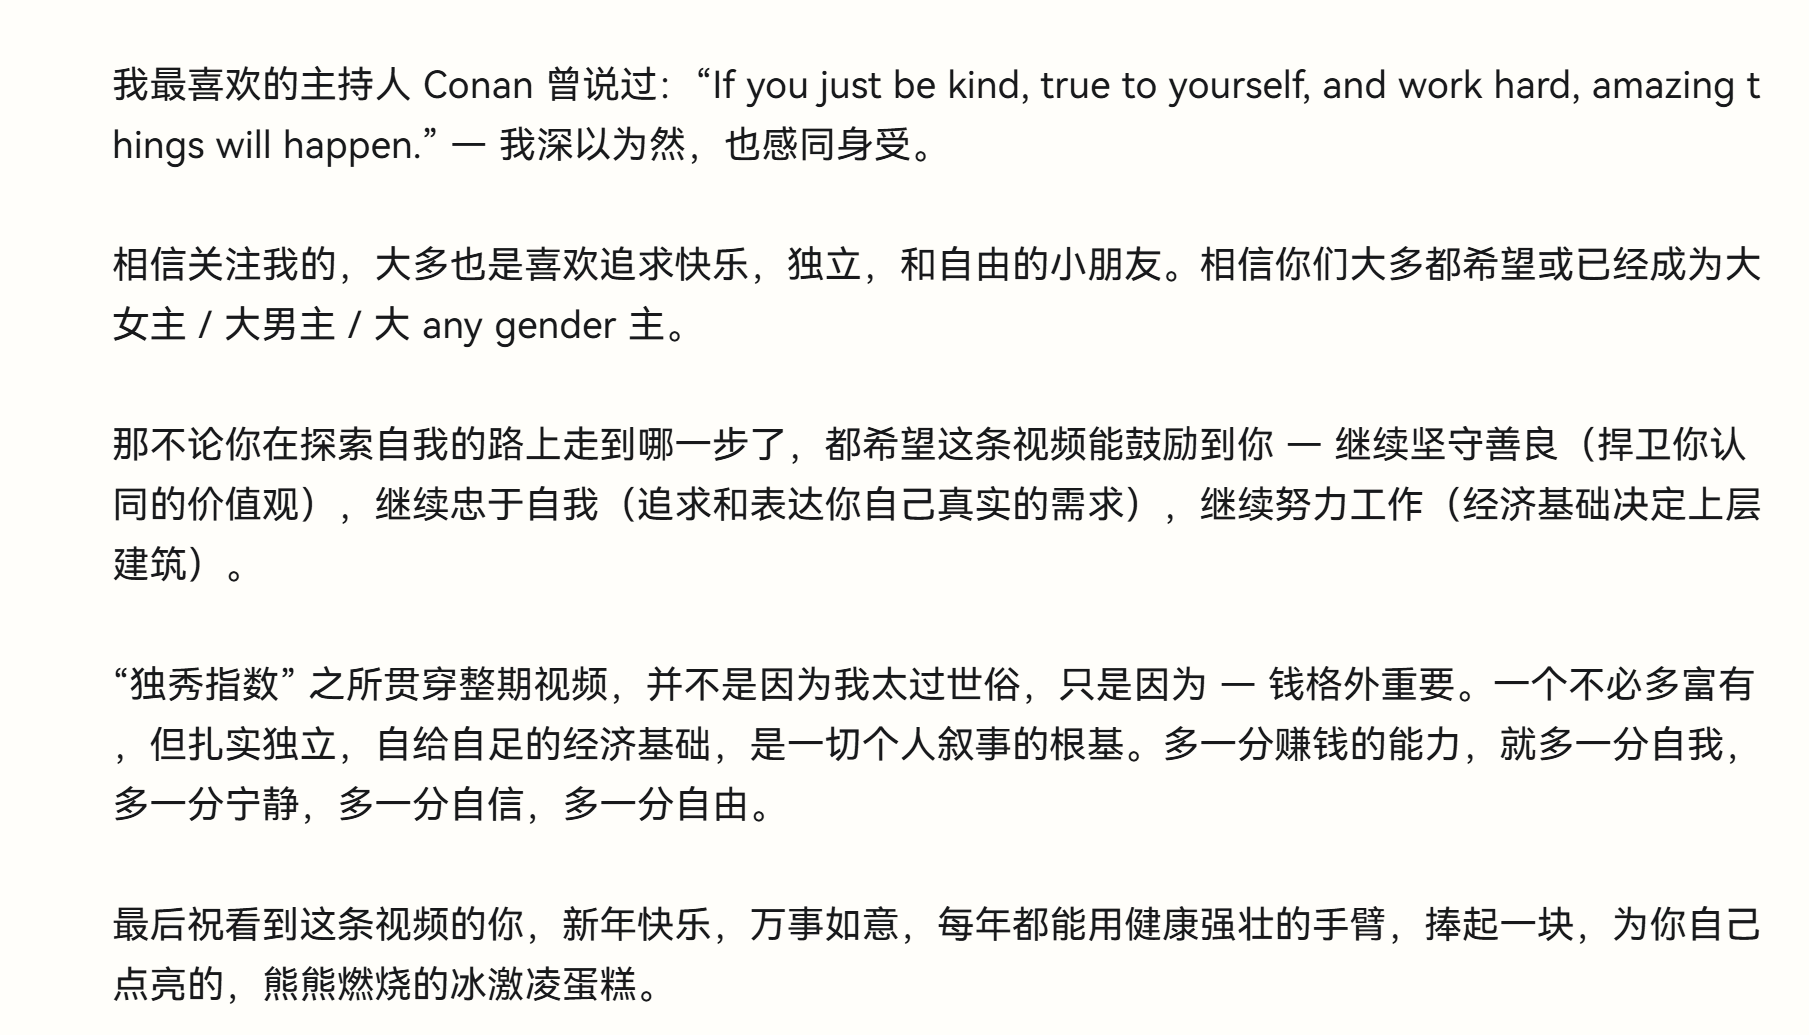 我最喜欢的主持人 Conan 曾说过：“If you just be kind, true to yourself, and work hard, amazing t
hings will happen.” — 我深以为然，也感同身受。
相信关注我的，大多也是喜欢追求快乐，独立，和自由的小朋友。相信你们大多都希望或已经成为大
女主 / 大男主 / 大 any gender 主。
那不论你在探索自我的路上走到哪一步了，都希望这条视频能鼓励到你 — 继续坚守善良（捍卫你认
同的价值观），继续忠于自我（追求和表达你自己真实的需求），继续努力工作（经济基础决定上层
建筑）。
“独秀指数” 之所贯穿整期视频，并不是因为我太过世俗，只是因为 — 钱格外重要。一个不必多富有
，但扎实独立，自给自足的经济基础，是一切个人叙事的根基。多一分赚钱的能力，就多一分自我，
多一分宁静，多一分自信，多一分自由。
最后祝看到这条视频的你，新年快乐，万事如意，每年都能用健康强壮的手臂，捧起一块，为你自己
点亮的，熊熊燃烧的冰激凌蛋糕。